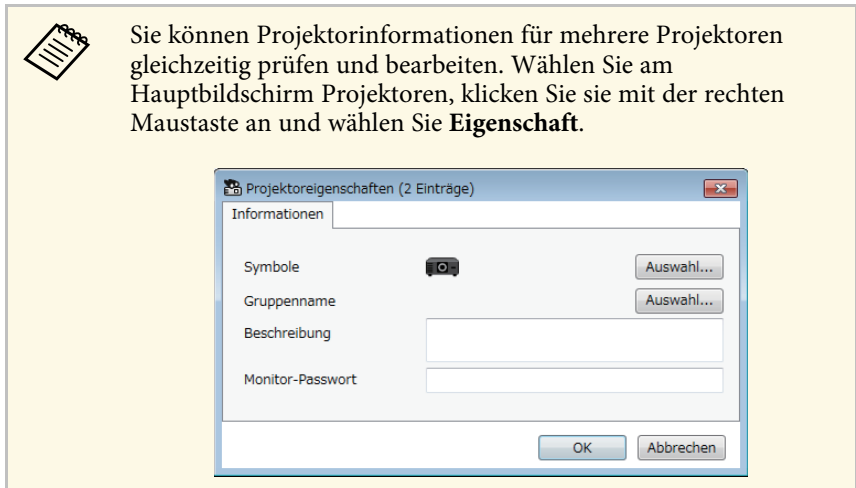 Sie können Projektorinformationen für mehrere Projektoren
gleichzeitig prüfen und bearbeiten. Wählen Sie am
Hauptbildschirm Projektoren, klicken Sie sie mit der rechten
Maustaste an und wählen Sie Eigenschaft.
Projektoreigenschaften (2 Einträge)
Informationen
Symbole Auswahl...
Gruppenname Auswahl...
Beschreibung
Monitor-Passwort
OK Abbrechen